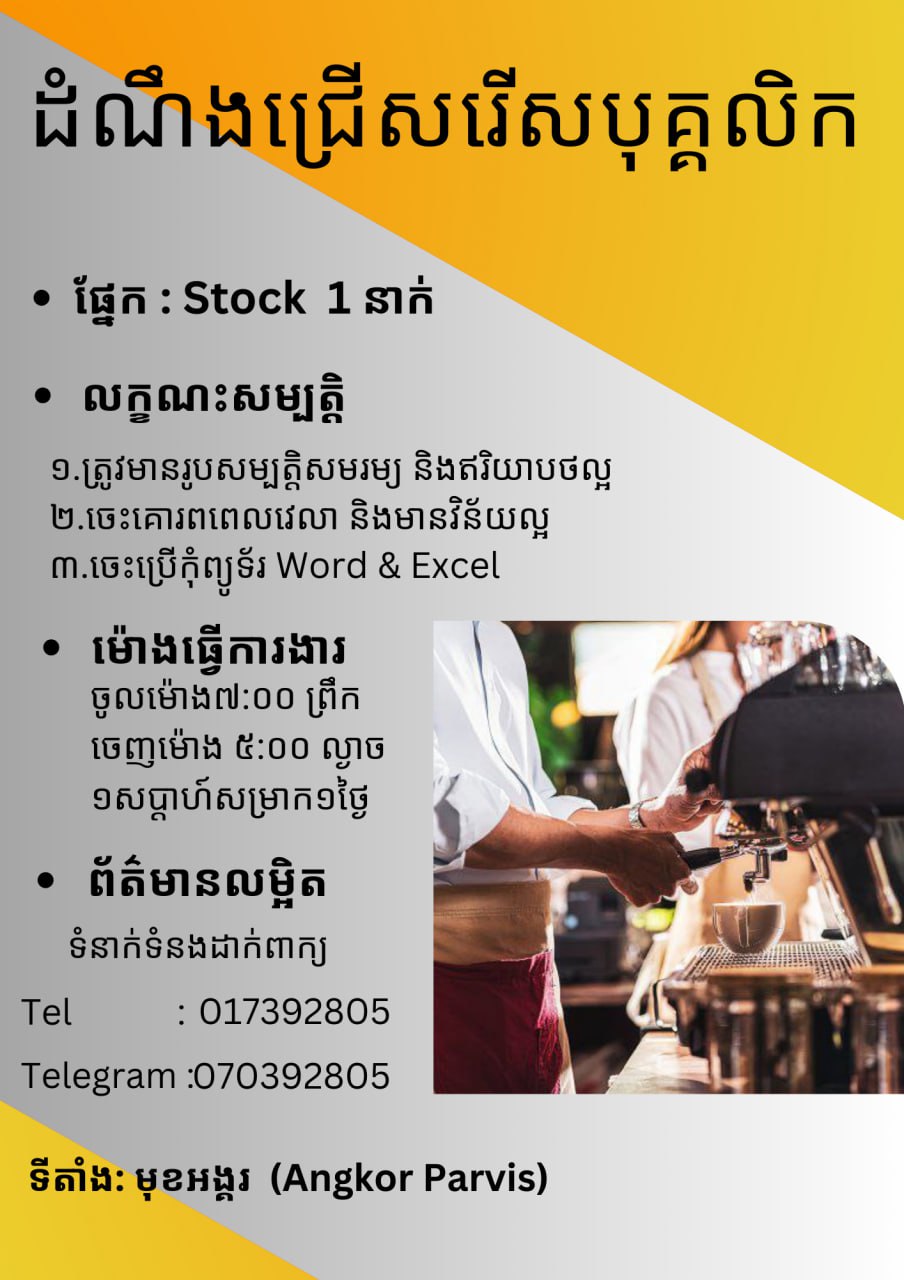 ដំណឹងជ្រើសរើសបុគ្គលិក
• ផ្នែក : Stock 1 នាក់
• លក្ខណះសម្បត្តិ
១.ត្រូវមានរូបសម្បត្តិសមរម្យ និងឥរិយាបថល្អ
២.ចេះគោរពពេលវេលា និងមានវិន័យល្អ
៣.ចេះប្រើកុំព្យូទ័រ Word & Excel
• ម៉ោងធ្វើការងារ
ចូលម៉ោង៧:០០ ព្រឹក
ចេញម៉ោង ៥:០០ ល្ងាច
១សប្តាហ៍សម្រាក១ថ្ងៃ
• ព័ត៌មានលម្អិត
ទំនាក់ទំនងដាក់ពាក្យ
Tel : 017392805
Telegram :070392805
ទីតាំង: មុខអង្គរ (Angkor Parvis)